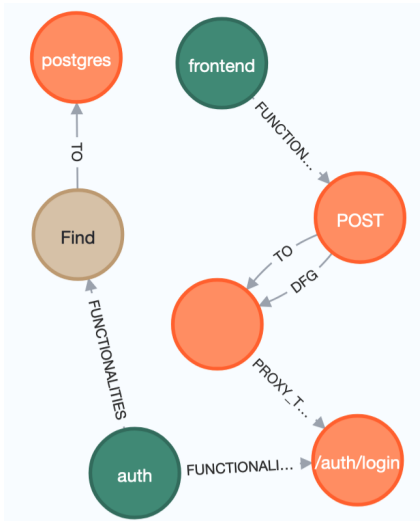 postgres
frontend
FUNCTION...
TO
POST
Find
TO
DFG
FUNCTIONALITIES
PROXY_T...
auth
FUNCTIONALI...
/auth/login